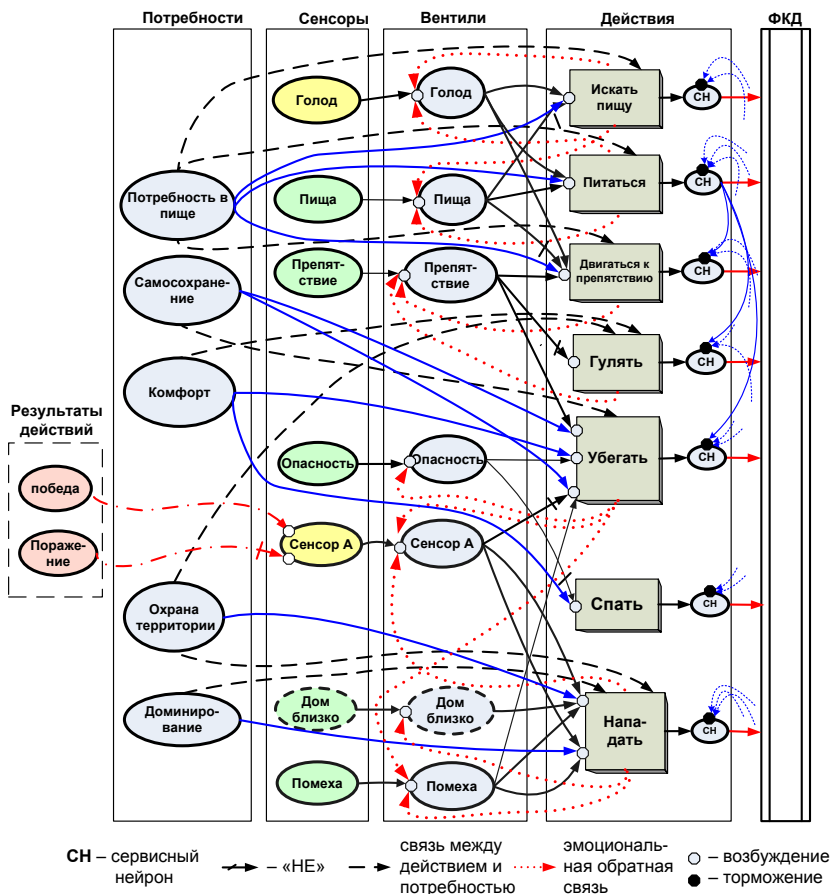 Потребности
Сенсоры
Вентили
Действия
ФКД
Голод
Голод
Искать
пищу
СН
Потребность в
пище
Пища
Пища
Питаться
СН
Самосохране-
ние
Препят-
ствие
Препят-
ствие
Двигаться к
препятствию
СН
Комфорт
Гулять
СН
Результаты
действий
победа
Пораже-
ние
Опасность
Опасность
Убегать
СН
Сенсор А
Сенсор А
Охрана
территории
Спать
СН
Доминиро-
вание
Дом
близко
Дом
близко
Напа-
дать
СН
Помеха
Помеха
СН – сервисный
нейрон
– «НЕ»
связь между
действием и
потребностью
эмоциональ-
ная обратная
связь
– возбуждение
– торможение